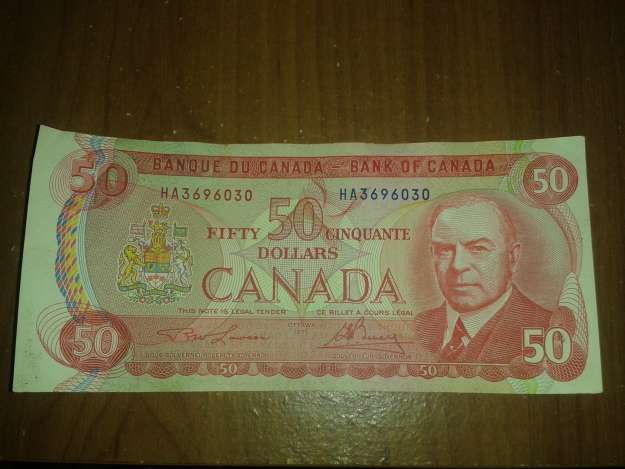 BANQUE DU CANADA – BANK OF CANADA
50 50
HA3696030 HA3696030
50
FIFTY CINQUANTE
DOLLARS
CANADA
THIS NOTE IS LEGAL TENDER CE BILLET A COURS LÉGAL
OTTAWA
50 50
50 50